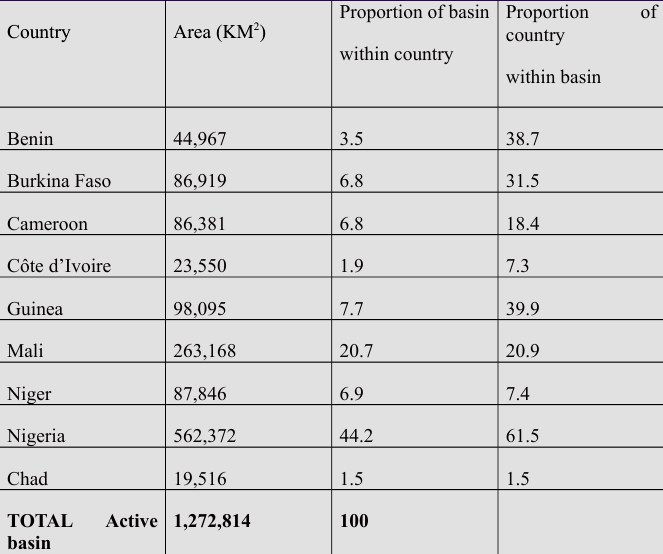 Country Area (KM²) Proportion of basin within country Proportion of country within basin
Benin 44,967 3.5 38.7
Burkina Faso 86,919 6.8 31.5
Cameroon 86,381 6.8 18.4
Côte d’Ivoire 23,550 1.9 7.3
Guinea 98,095 7.7 39.9
Mali 263,168 20.7 20.9
Niger 87,846 6.9 7.4
Nigeria 562,372 44.2 61.5
Chad 19,516 1.5 1.5
TOTAL Active basin 1,272,814 100